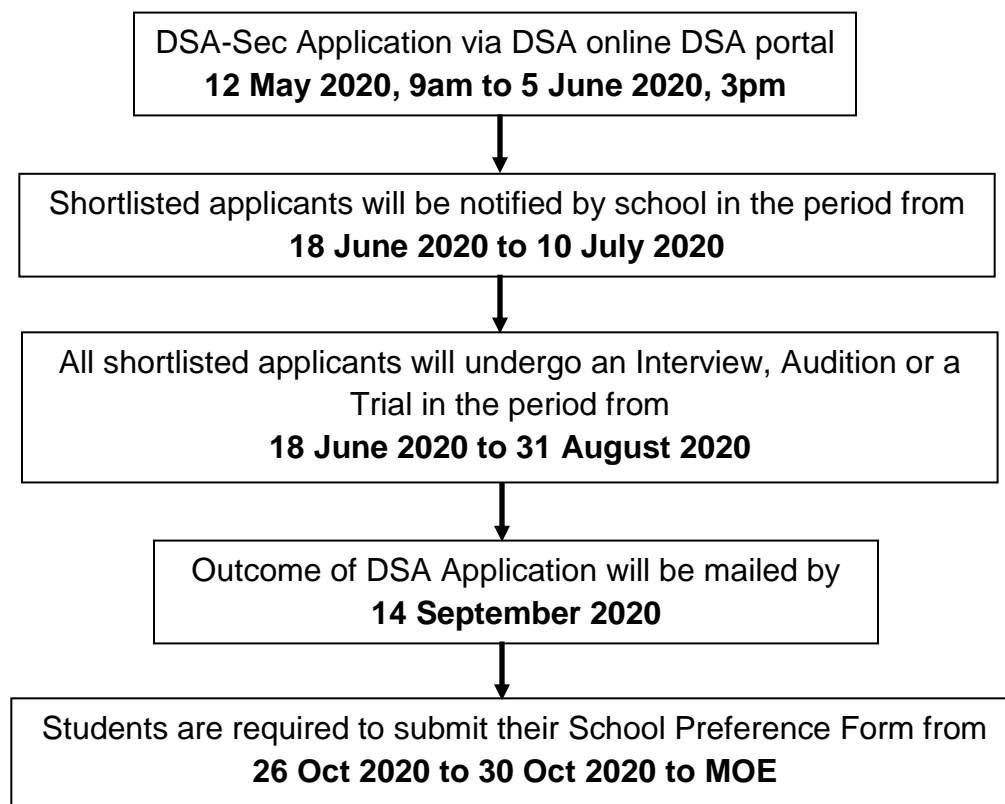 DSA-Sec Application via DSA online DSA portal
12 May 2020, 9am to 5 June 2020, 3pm
Shortlisted applicants will be notified by school in the period from
18 June 2020 to 10 July 2020
All shortlisted applicants will undergo an Interview, Audition or a
Trial in the period from
18 June 2020 to 31 August 2020
Outcome of DSA Application will be mailed by
14 September 2020
Students are required to submit their School Preference Form from
26 Oct 2020 to 30 Oct 2020 to MOE